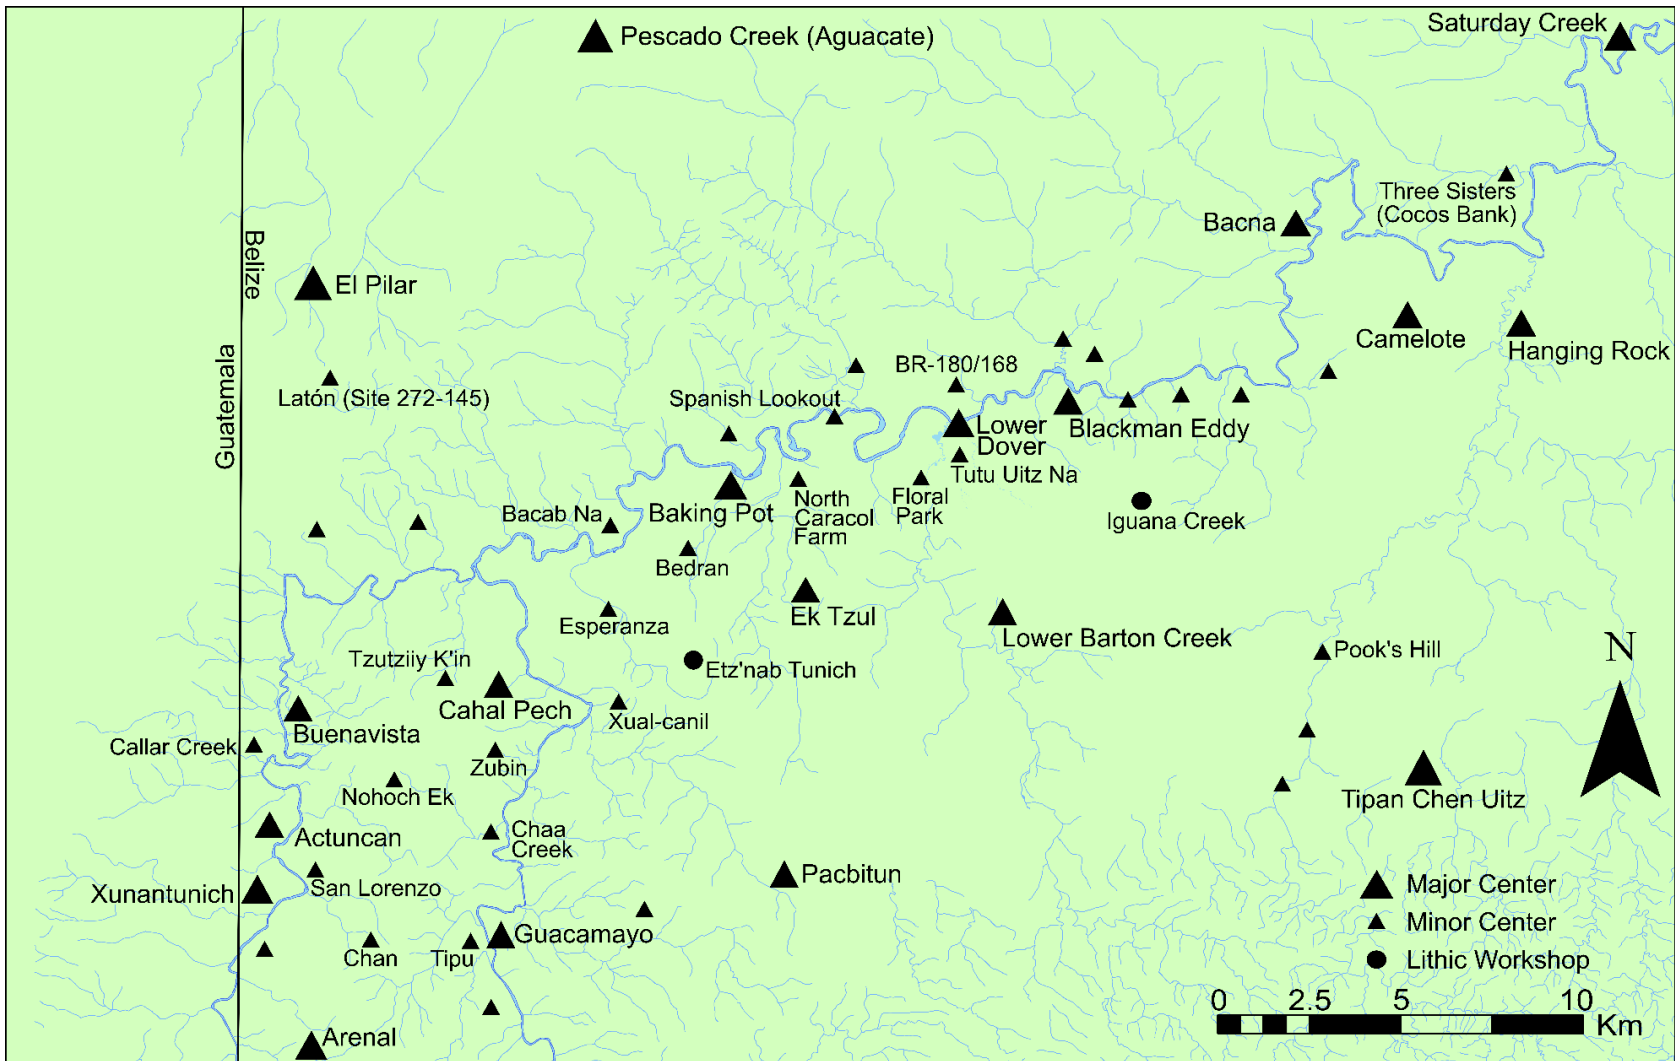 Saturday Creek
Pescado Creek (Aguacate)
Three Sisters
(Cocos Bank)
Bacna
Belize
El Pilar
Guatemala
Camelote
Hanging Rock
BR-180/168
Latón (Site 272-145)
Spanish Lookout
Lower
Dover
Blackman Eddy
Tutu Uitz Na
Floral
Park
North
Caracol
Farm
Baking Pot
Bacab Na
Iguana Creek
Bedran
Ek Tzul
Esperanza
Lower Barton Creek
Pook's Hill
N
Tzutziiy K'in
Etz'nab Tunich
Cahal Pech
Xual-canil
Buenavista
Callar Creek
Zubin
Nohoch Ek
Tipan Chen Uitz
Actuncan
Chaa
Creek
Pacbitun
San Lorenzo
Xunantunich
Guacamayo
Chan
Tipu
Arenal
Major Center
Minor Center
Lithic Workshop
0 2.5 5 10
Km